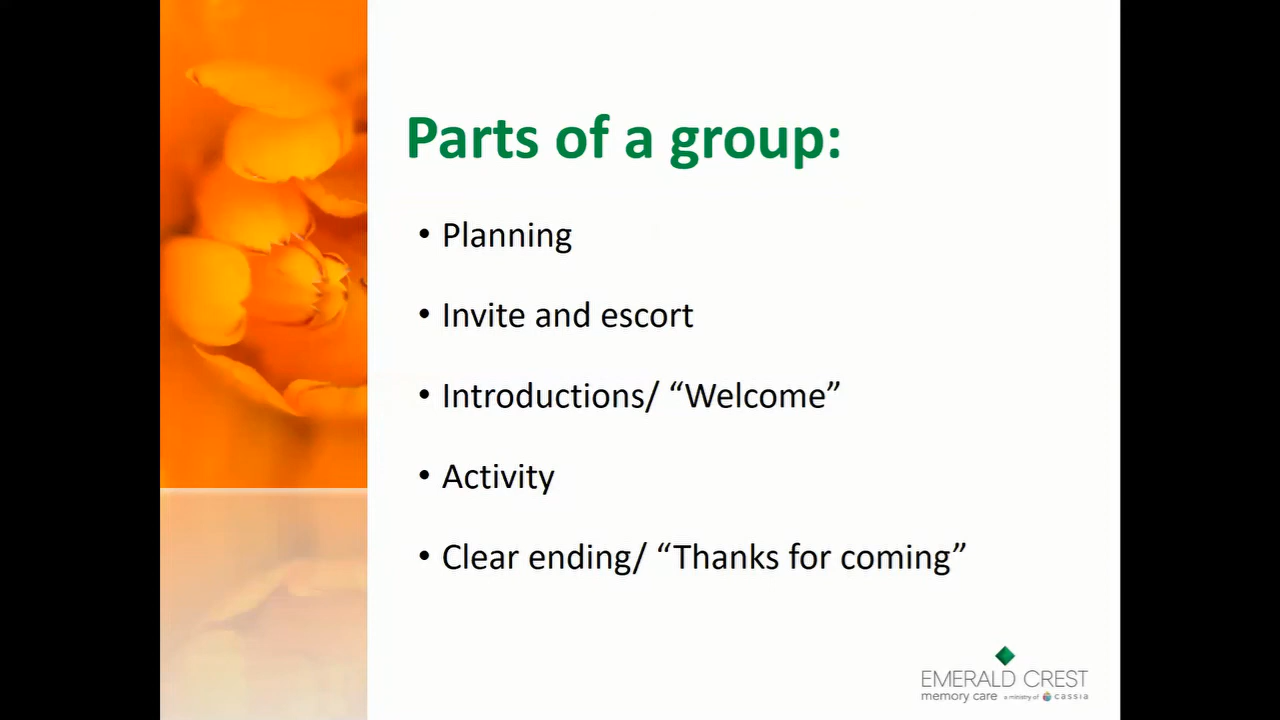 Parts of a group:
• Planning
• Invite and escort
• Introductions/ “Welcome”
• Activity
• Clear ending/ “Thanks for coming”
EMERALD CREST
memory care a ministry of cassia